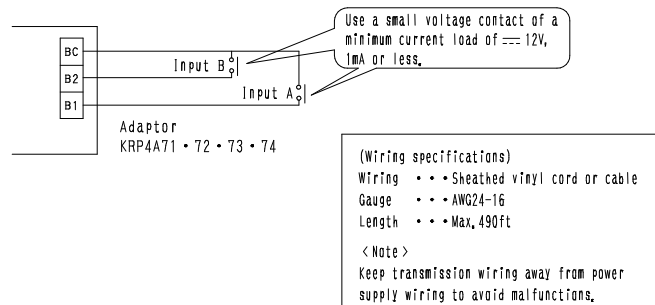 Use a small voltage contact of a
minimum current load of ⎓ 12V,
1mA or less.
BC
B2
B1
Input B
Input A
Adaptor
KRP4A71・72・73・74
(Wiring specifications)
Wiring ・・・Sheathed vinyl cord or cable
Gauge ・・・AWG24-16
Length ・・・Max. 490ft
<Note>
Keep transmission wiring away from power
supply wiring to avoid malfunctions.